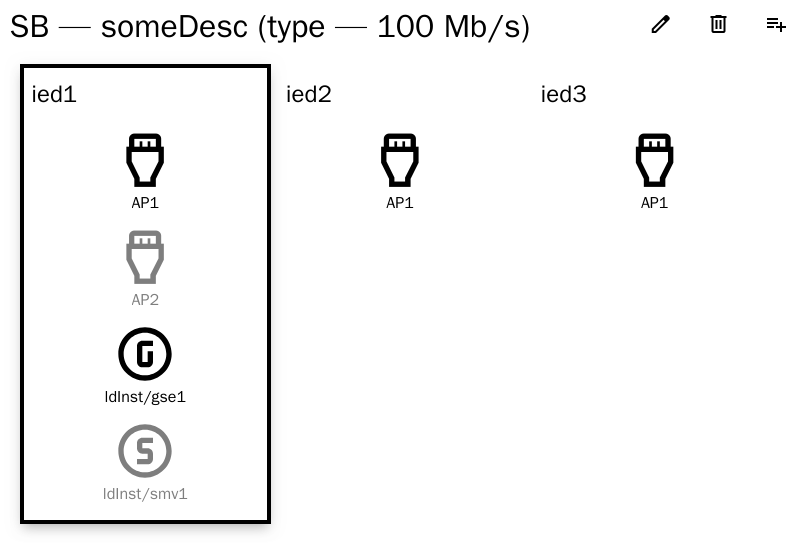 SB — someDesc (type — 100 Mb/s)
ied1
AP1
AP2
G
ldInst/gse1
S
ldInst/smv1
ied2
AP1
ied3
AP1